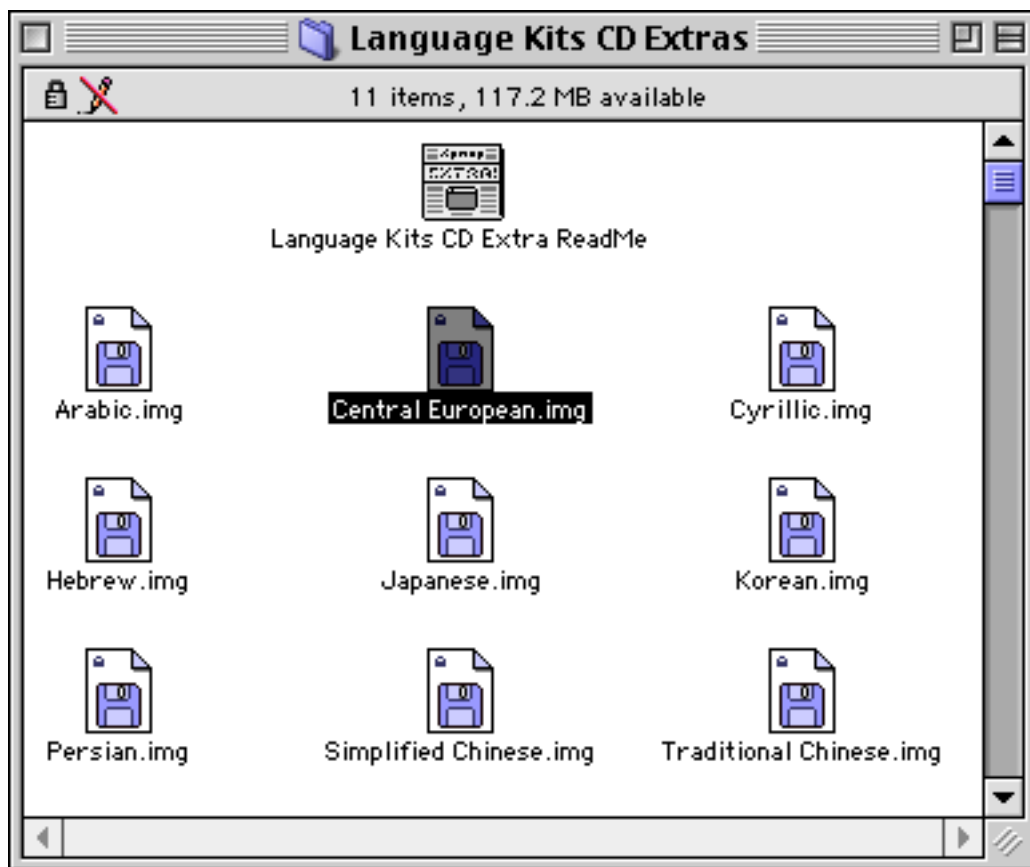 Language Kits CD Extras
11 items, 117.2 MB available
EXTRA!
Language Kits CD Extra ReadMe
Arabic.img
Central European.img
Cyrillic.img
Hebrew.img
Japanese.img
Korean.img
Persian.img
Simplified Chinese.img
Traditional Chinese.img